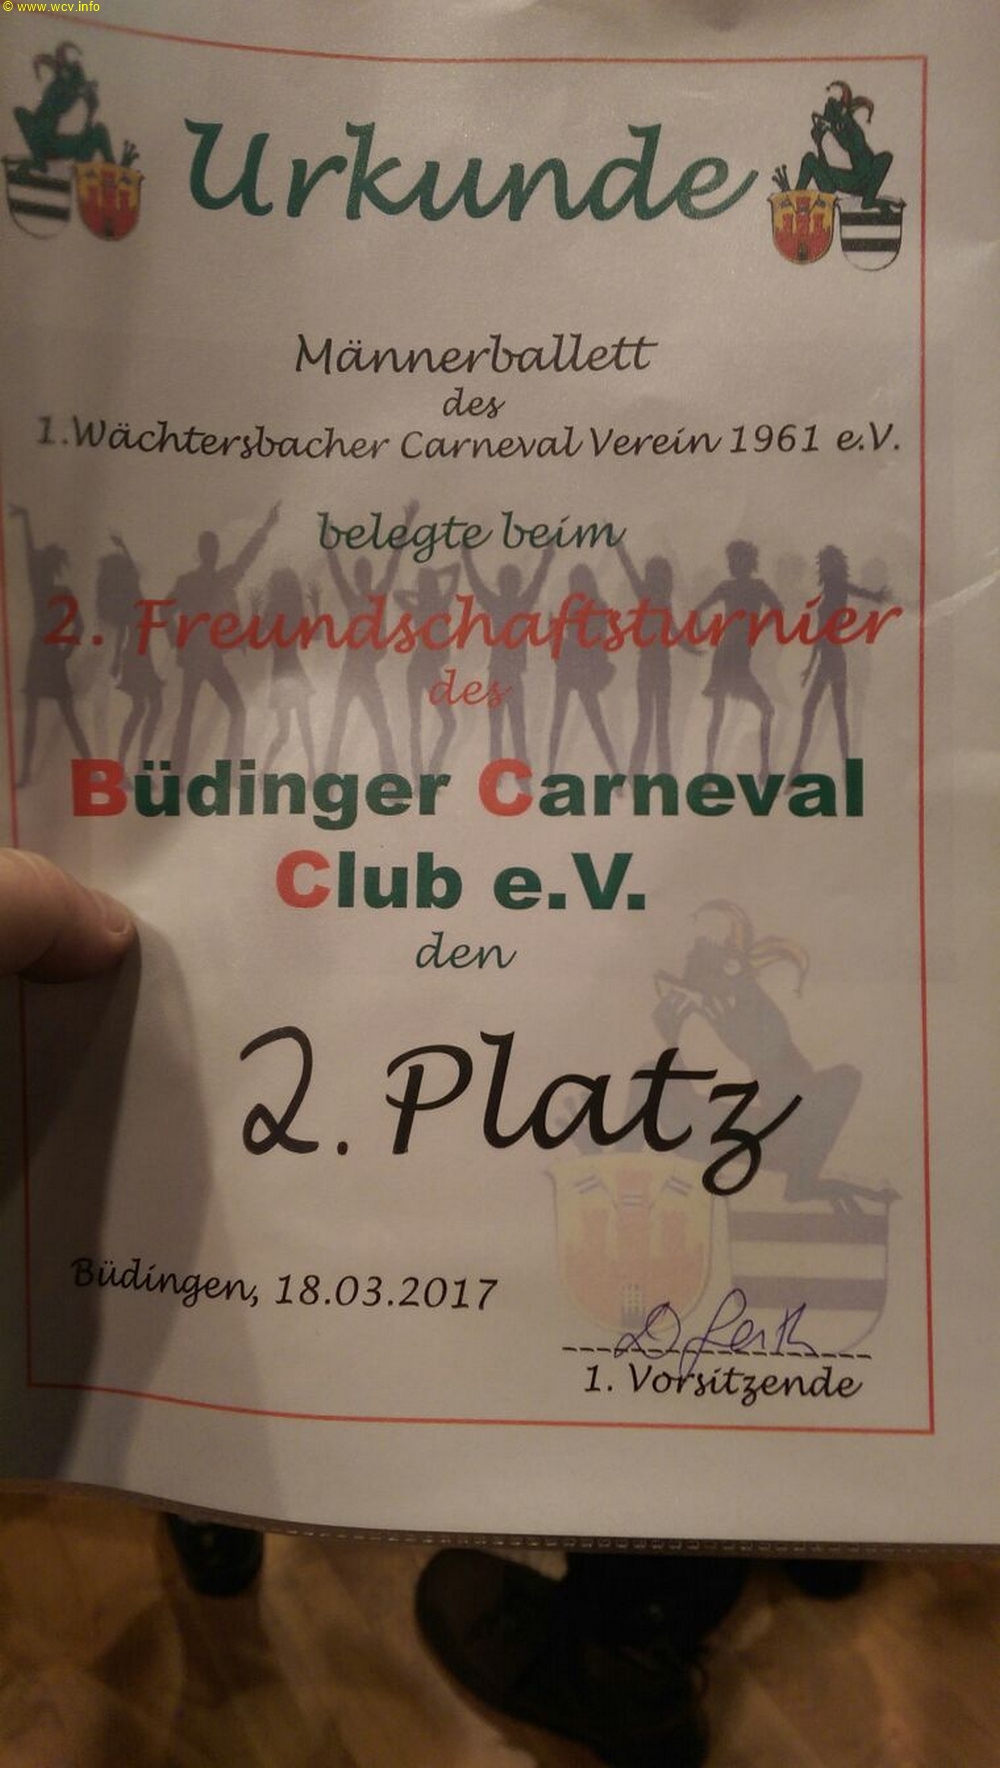 © www.wcv.info
Urkunde
Männerballett
des
1.Wächtersbacher Carneval Verein 1961 e.V.
belegte beim
2. Freundschaftsturnier
des
Büdinger Carneval
Club e.V.
den
2. Platz
Büdingen, 18.03.2017
1. Vorsitzende